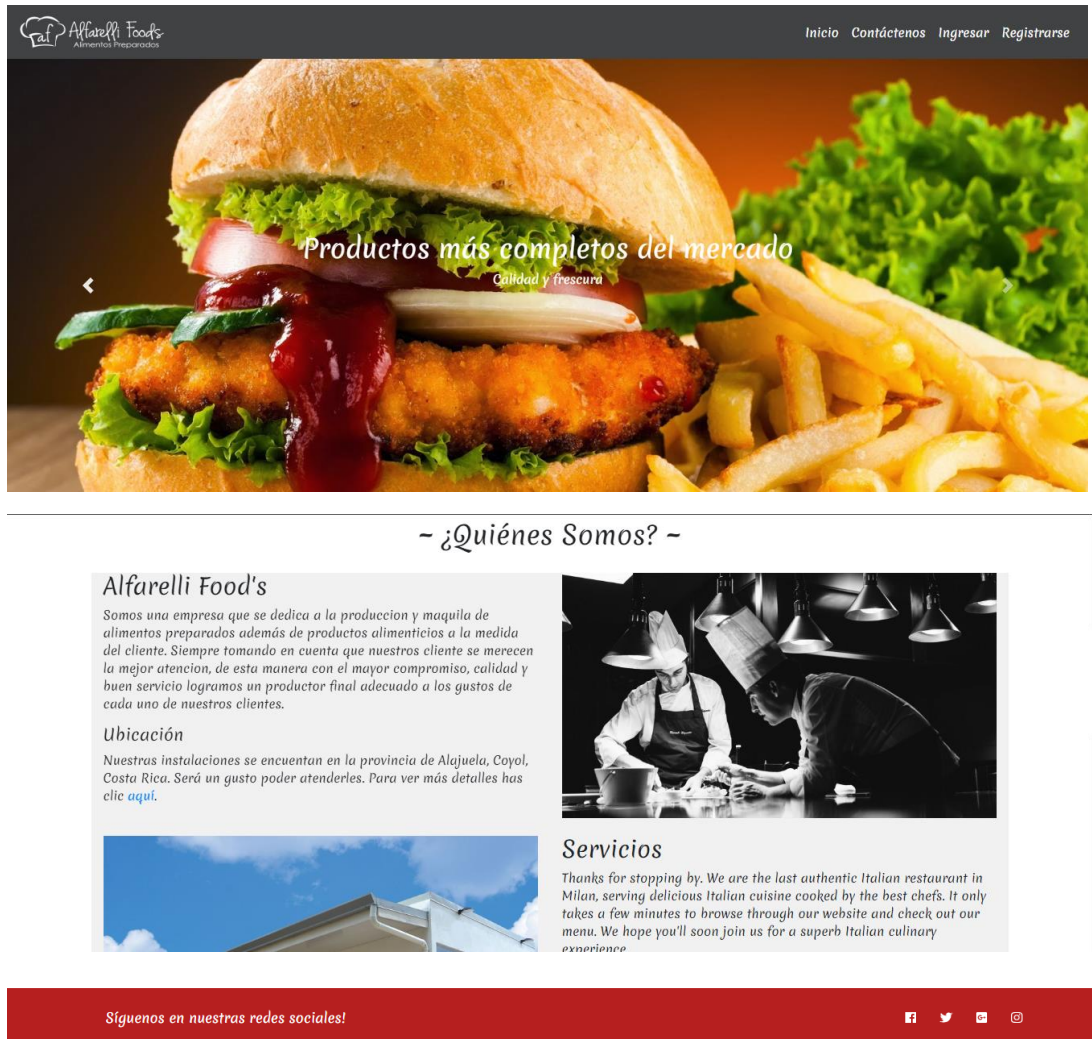 af Alfarelli Food's
Alimentos Preparados
Inicio Contáctenos Ingresar Registrarse
Productos más completos del mercado
Calidad y frescura
~ ¿Quiénes Somos? ~
Alfarelli Food's
Somos una empresa que se dedica a la produccion y maquila de
alimentos preparados además de productos alimenticios a la medida
del cliente. Siempre tomando en cuenta que nuestros cliente se merecen
la mejor atencion, de esta manera con el mayor compromiso, calidad y
buen servicio logramos un productor final adecuado a los gustos de
cada uno de nuestros clientes.
Ubicación
Nuestras instalaciones se encuentan en la provincia de Alajuela, Coyol,
Costa Rica. Será un gusto poder atenderles. Para ver más detalles has
clic aquí.
Servicios
Thanks for stopping by. We are the last authentic Italian restaurant in
Milan, serving delicious Italian cuisine cooked by the best chefs. It only
takes a few minutes to browse through our website and check out our
menu. We hope you'll soon join us for a superb Italian culinary
experience
Síguenos en nuestras redes sociales!